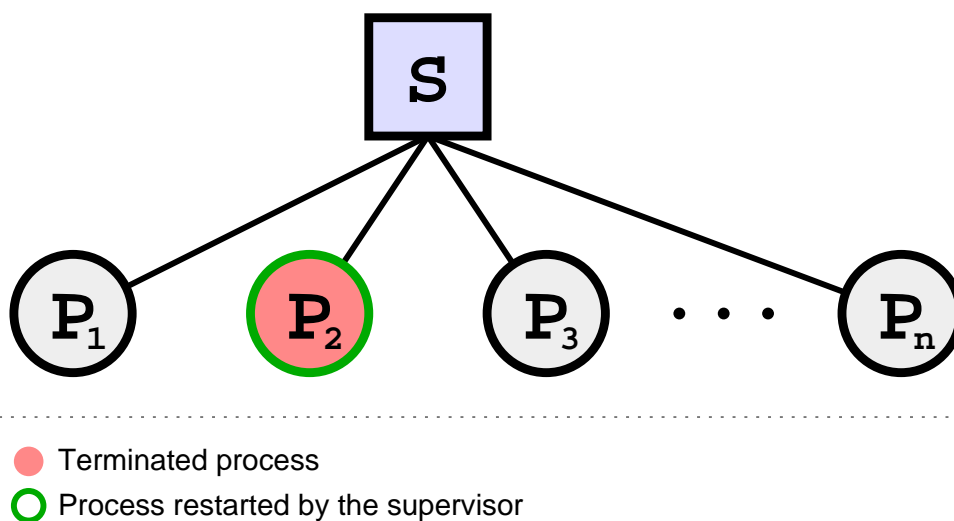 S
P1 P2 P3 . . . Pn
Terminated process
Process restarted by the supervisor